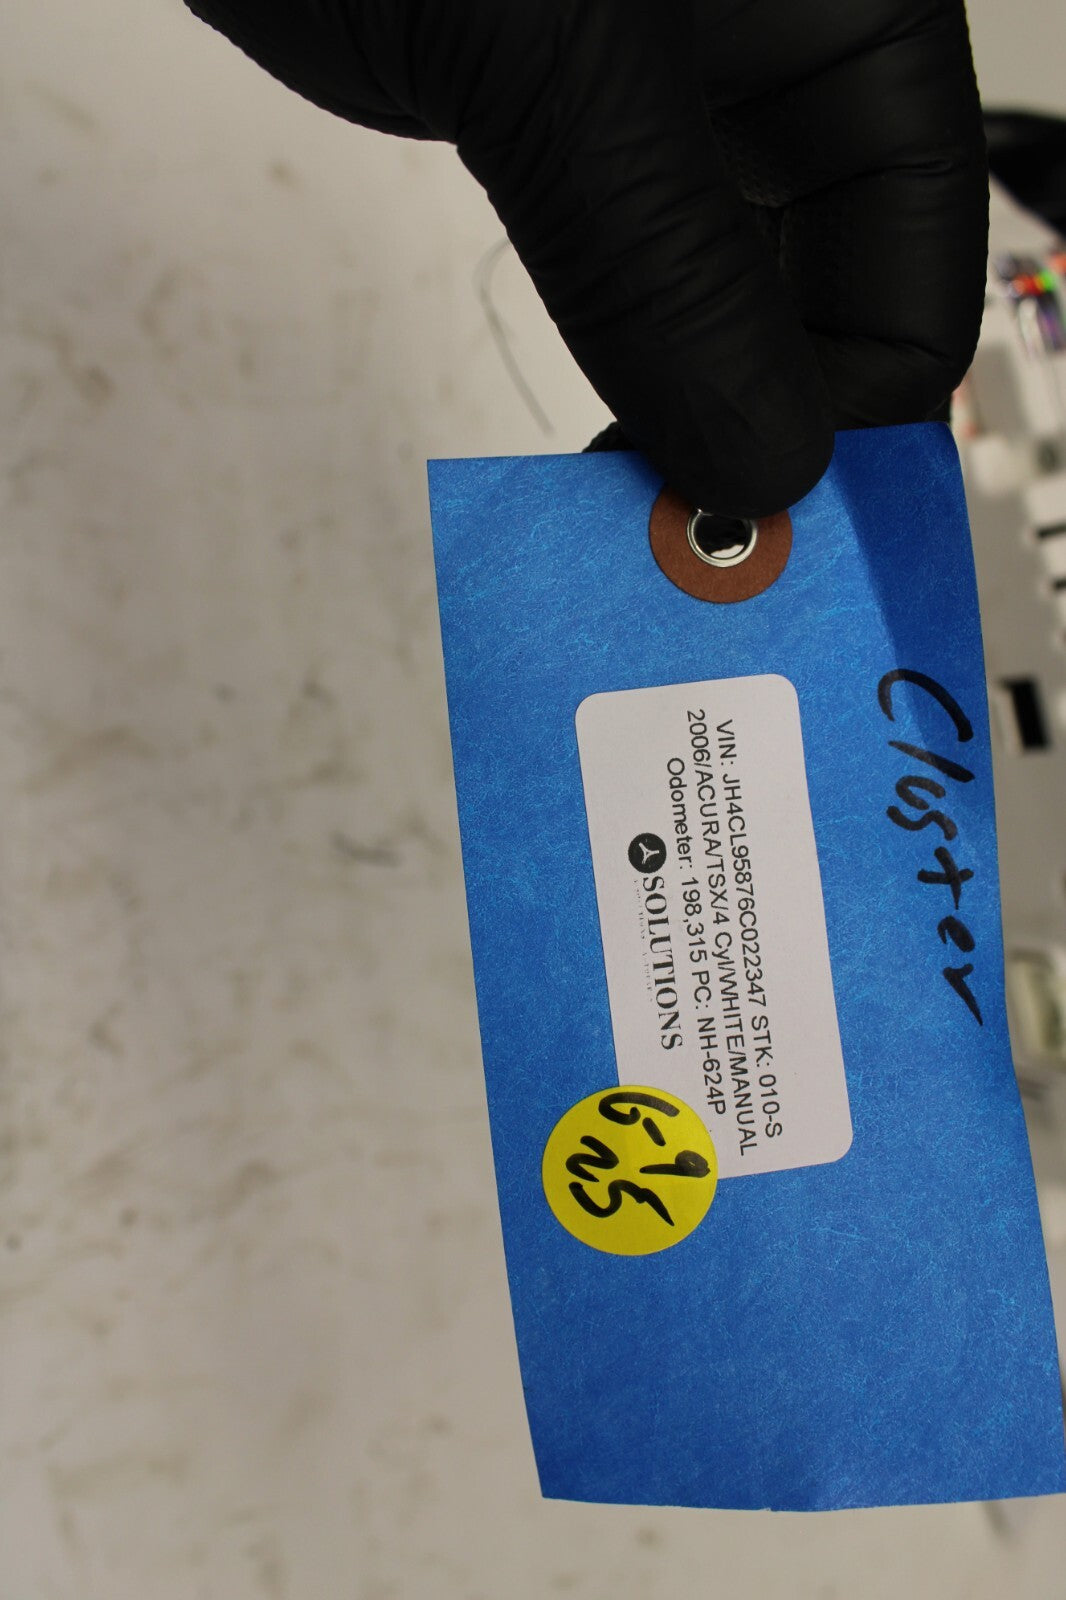 Cluster
VIN: JH4CL95876C022347 STK: 010-S
2006/ACURA/TSX/4 Cyl/WHITE/MANUAL
Odometer: 198,315 PC: NH-624P
SOLUTIONS
6-9
25